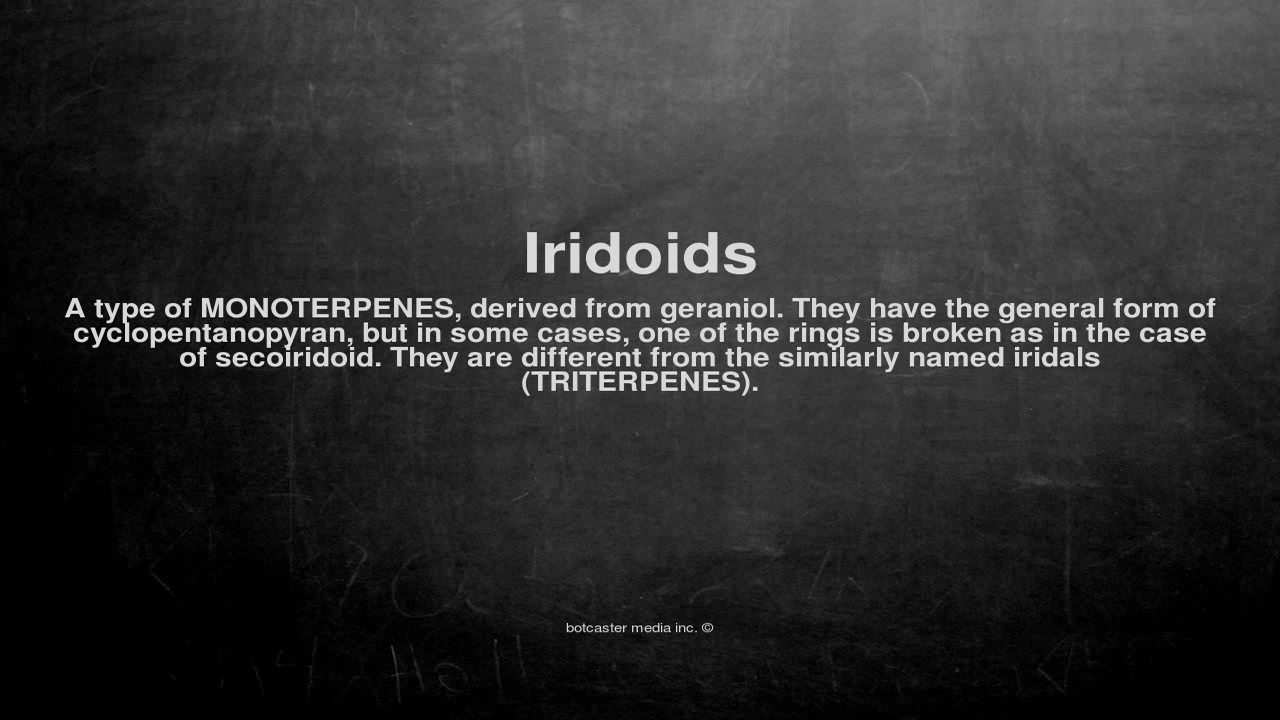 Iridoids
A type of MONOTERPENES, derived from geraniol. They have the general form of
cyclopentanopyran, but in some cases, one of the rings is broken as in the case
of secoiridoid. They are different from the similarly named iridals
(TRITERPENES).
botcaster media inc. ©